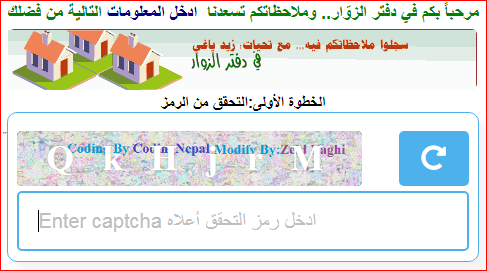 مرحباً بكم في دفتر الزوّار.. وملاحظاتكم تسعدنا ادخل المعلومات التالية من فضلك
سجلوا ملاحظاتكم فيه... مع تحيات: زيد ياغي
في دفتر الزوار
الخطوة الأولى:التحقق من الرمز
Coding By Codin Nepal Modify By:Zeid Yaghi
Q k H j F M
Enter captcha ادخل رمز التحقق أعلاه